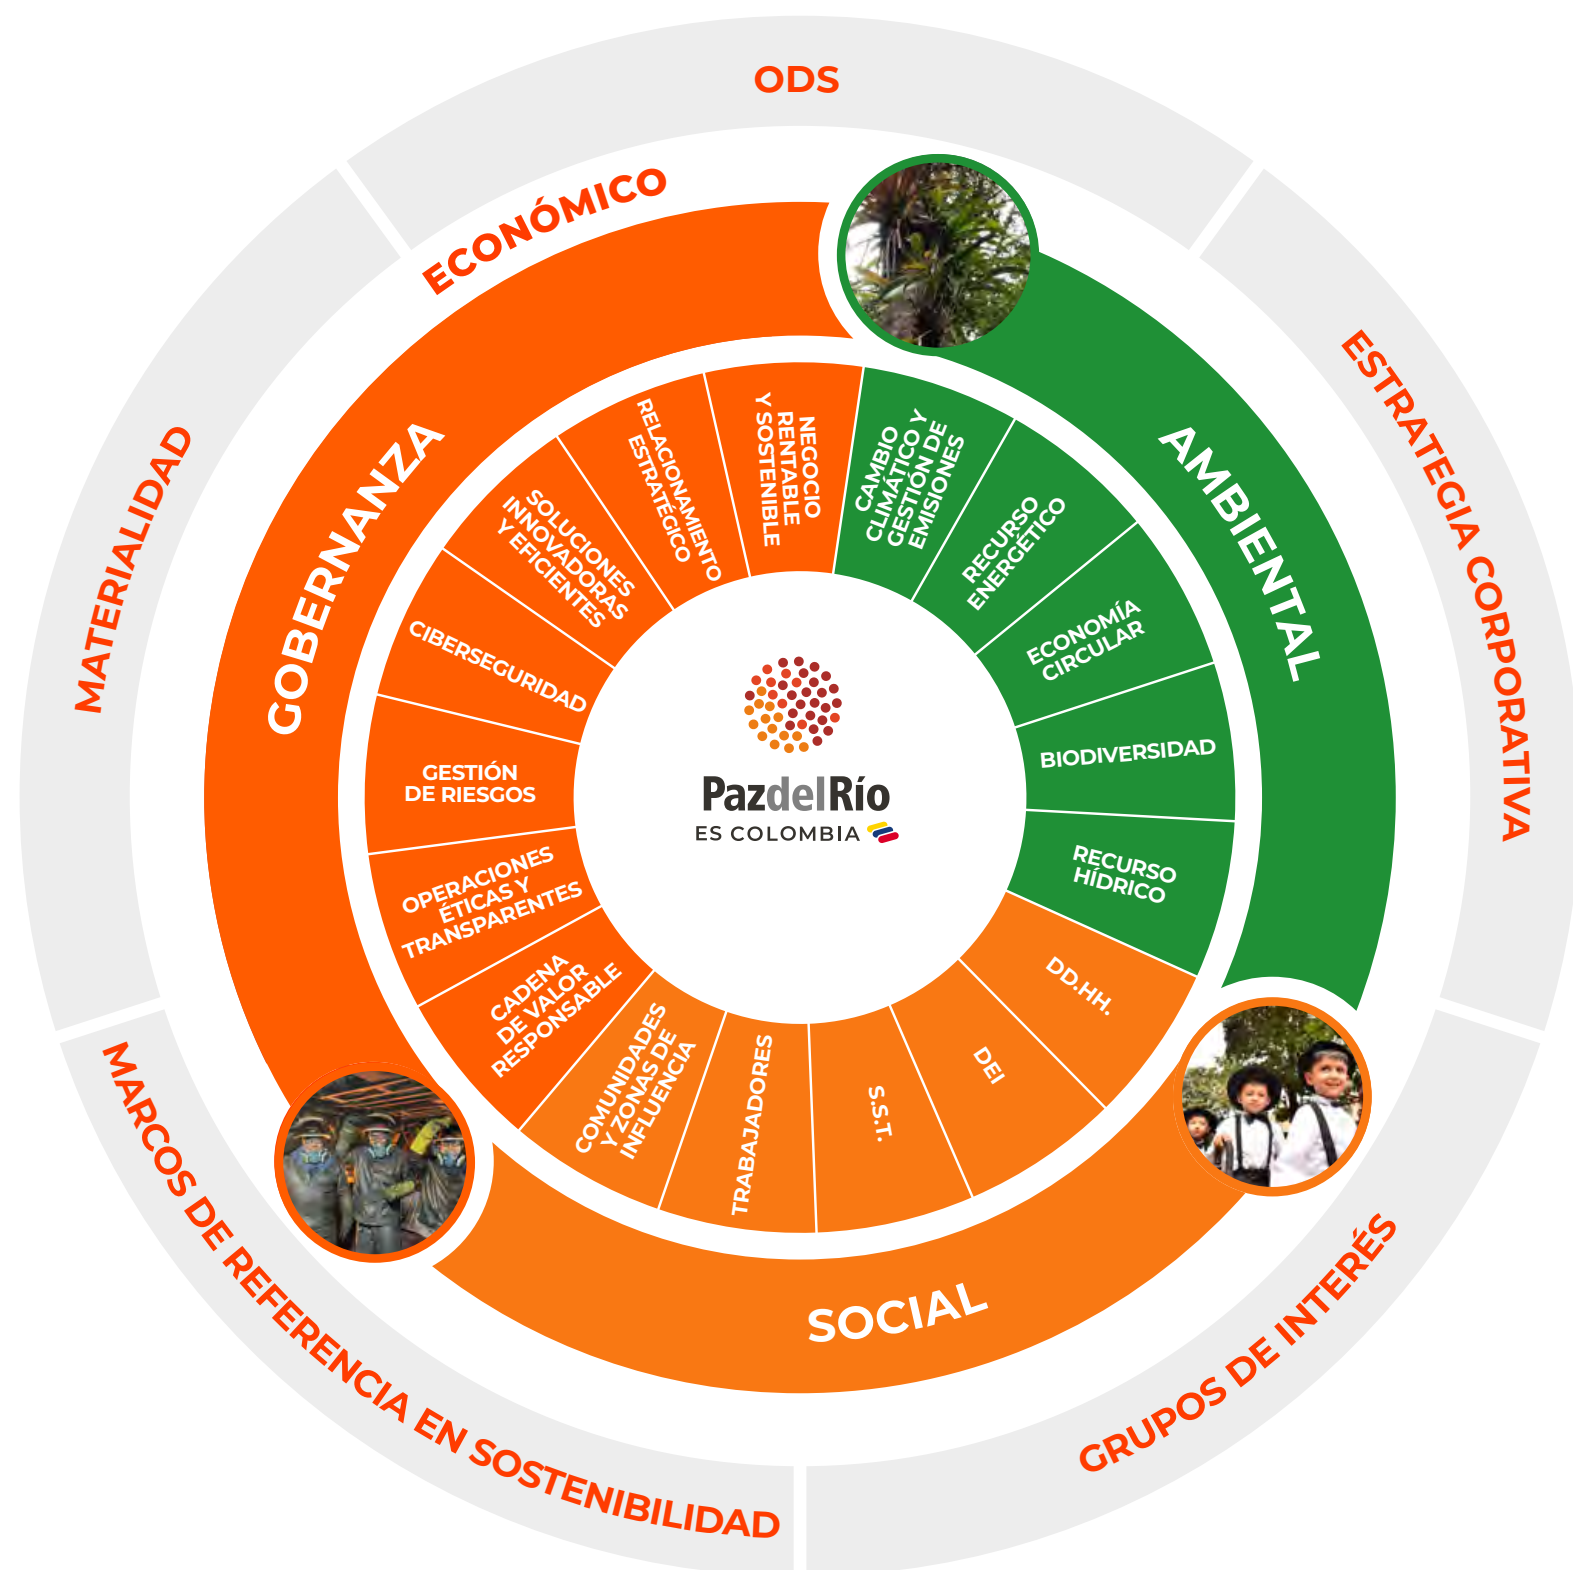 ODS
ESTRATEGIA CORPORATIVA
GRUPOS DE INTERÉS
MARCOS DE REFERENCIA EN SOSTENIBILIDAD
MATERIALIDAD
ECONÓMICO
GOBERNANZA
AMBIENTAL
SOCIAL
NEGOCIO
RENTABLE
Y SOSTENIBLE
CAMBIO
CLIMÁTICO Y
GESTIÓN DE
EMISIONES
RECURSO
ENERGÉTICO
ECONOMÍA
CIRCULAR
BIODIVERSIDAD
RECURSO
HÍDRICO
DD.HH.
DEI
S.S.T.
TRABAJADORES
COMUNIDADES
Y ZONAS DE
INFLUENCIA
CADENA
DE VALOR
RESPONSABLE
OPERACIONES
ÉTICAS Y
TRANSPARENTES
GESTIÓN
DE RIESGOS
CIBERSEGURIDAD
SOLUCIONES
INNOVADORAS
Y EFICIENTES
RELACIONAMIENTO
ESTRATÉGICO
PazdelRío
ES COLOMBIA